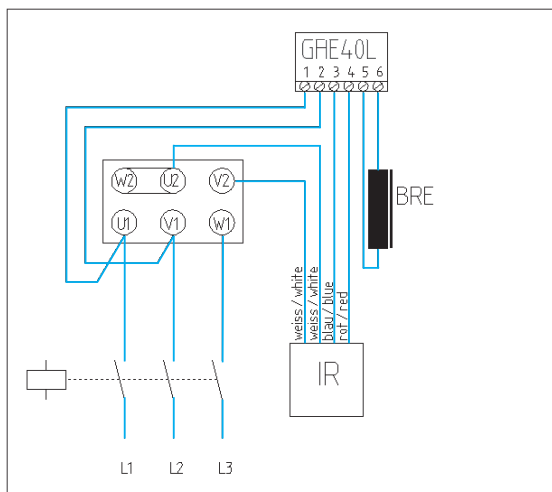 GAE40L
1 2 3 4 5 6
W2 U2 V2
BRE
U1 V1 W1
weiss / white
weiss / white
blau / blue
rot / red
IR
L1 L2 L3